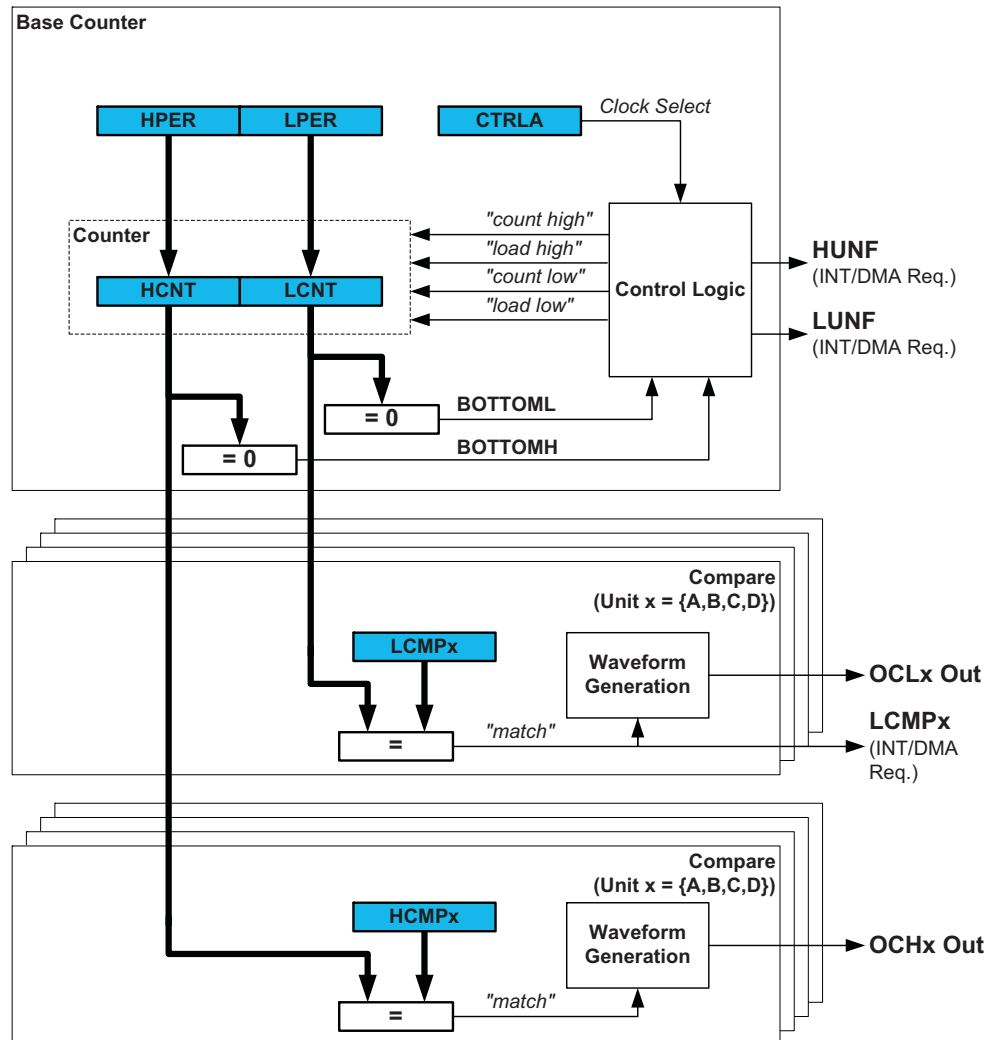 Base Counter
HPER
LPER
CTRLA
Clock Select
Counter
"count high"
"load high"
"count low"
"load low"
HCNT
LCNT
Control Logic
HUNF
(INT/DMA Req.)
LUNF
(INT/DMA Req.)
= 0
BOTTOML
= 0
BOTTOMH
Compare
(Unit x = {A,B,C,D})
LCMPx
Waveform
Generation
OCLx Out
=
"match"
LCMPx
(INT/DMA
Req.)
Compare
(Unit x = {A,B,C,D})
HCMPx
Waveform
Generation
OCHx Out
=
"match"